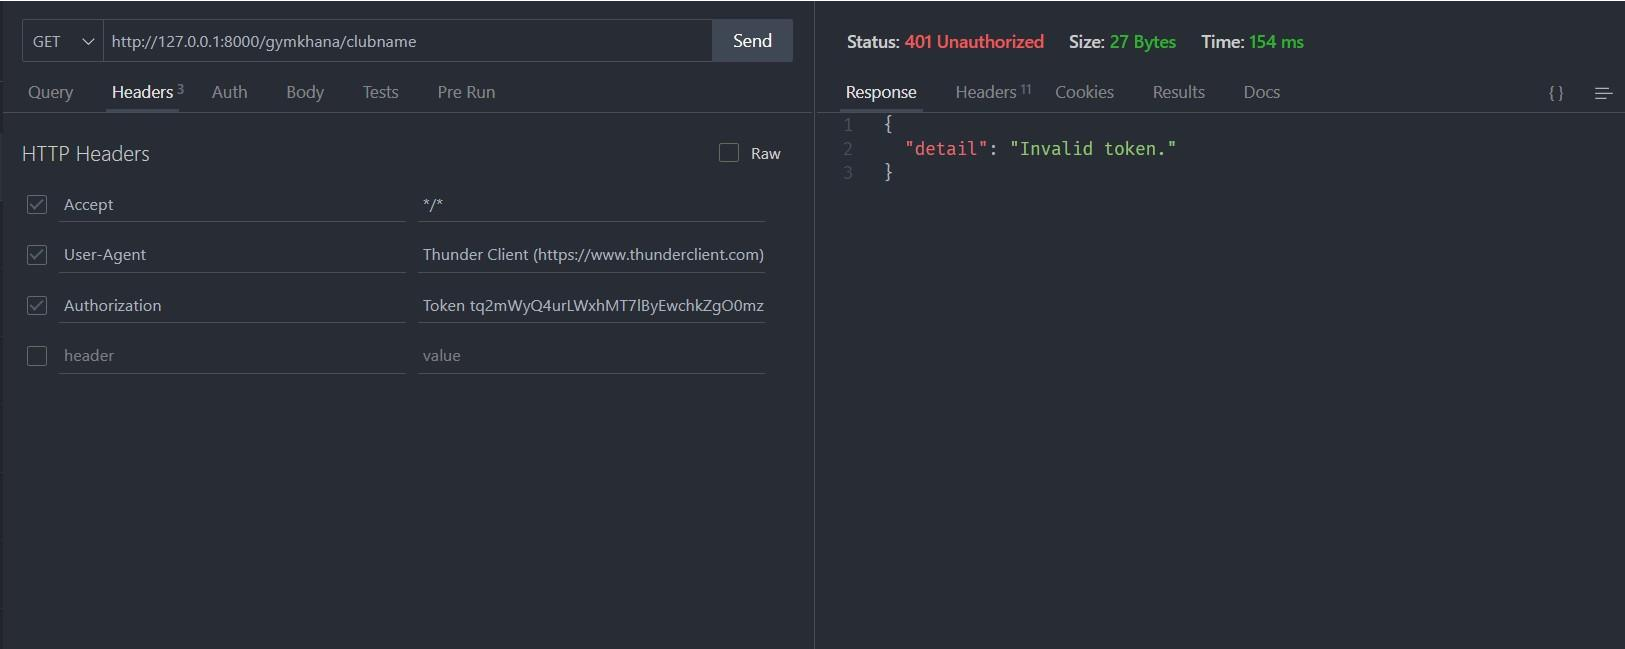 GET http://127.0.0.1:8000/gymkhana/clubname Send
Query Headers 3 Auth Body Tests Pre Run
HTTP Headers Raw
Accept */*
User-Agent Thunder Client (https://www.thunderclient.com)
Authorization Token tq2mWyQ4urLWxhMT7lByEwchkZgO0mz
header value
Status: 401 Unauthorized Size: 27 Bytes Time: 154 ms
Response Headers 11 Cookies Results Docs {}
1 {
2 "detail": "Invalid token."
3 }